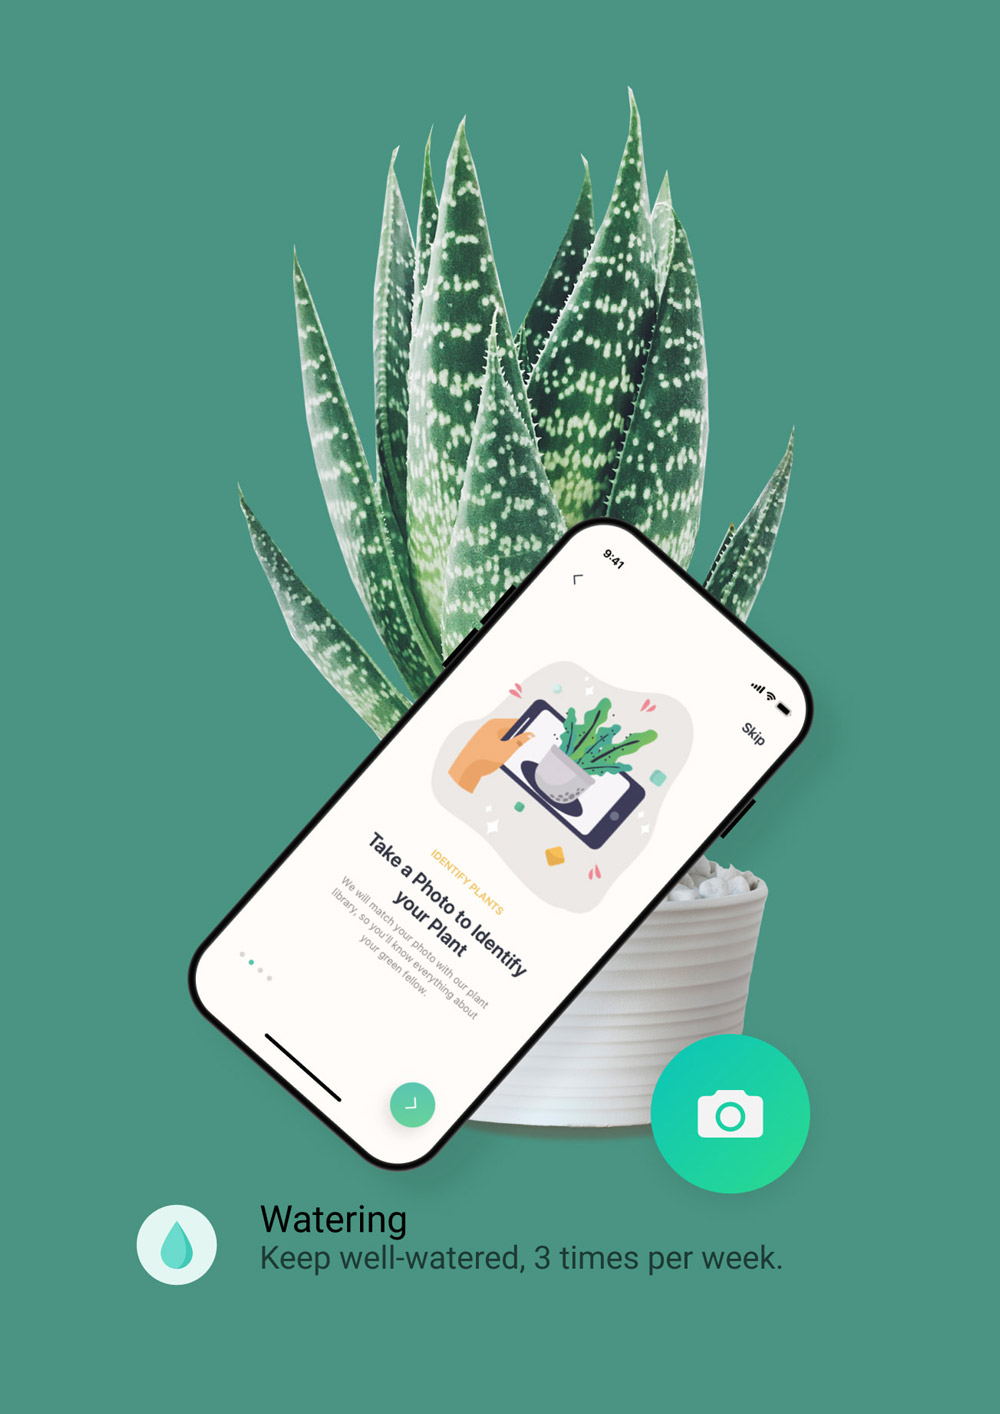 9:41
Skip
IDENTIFY PLANTS
Take a Photo to Identify
your Plant
We will match your photo with our plant
library, so you'll know everything about
your green fellow.
Watering
Keep well-watered, 3 times per week.